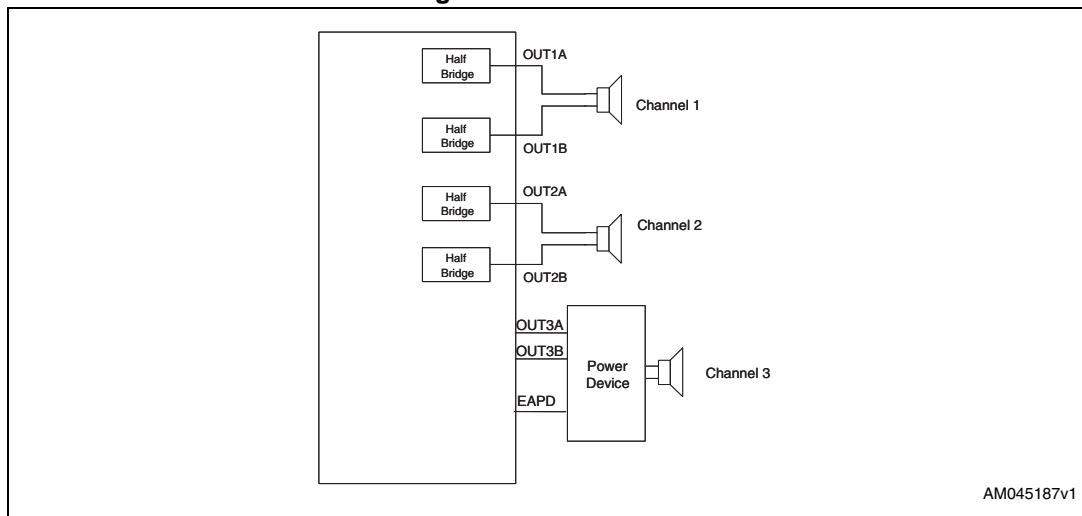 Half
Bridge
OUT1A
Channel 1
Half
Bridge
OUT1B
Half
Bridge
OUT2A
Channel 2
Half
Bridge
OUT2B
OUT3A
OUT3B
Power
Device
Channel 3
EAPD
AM045187v1